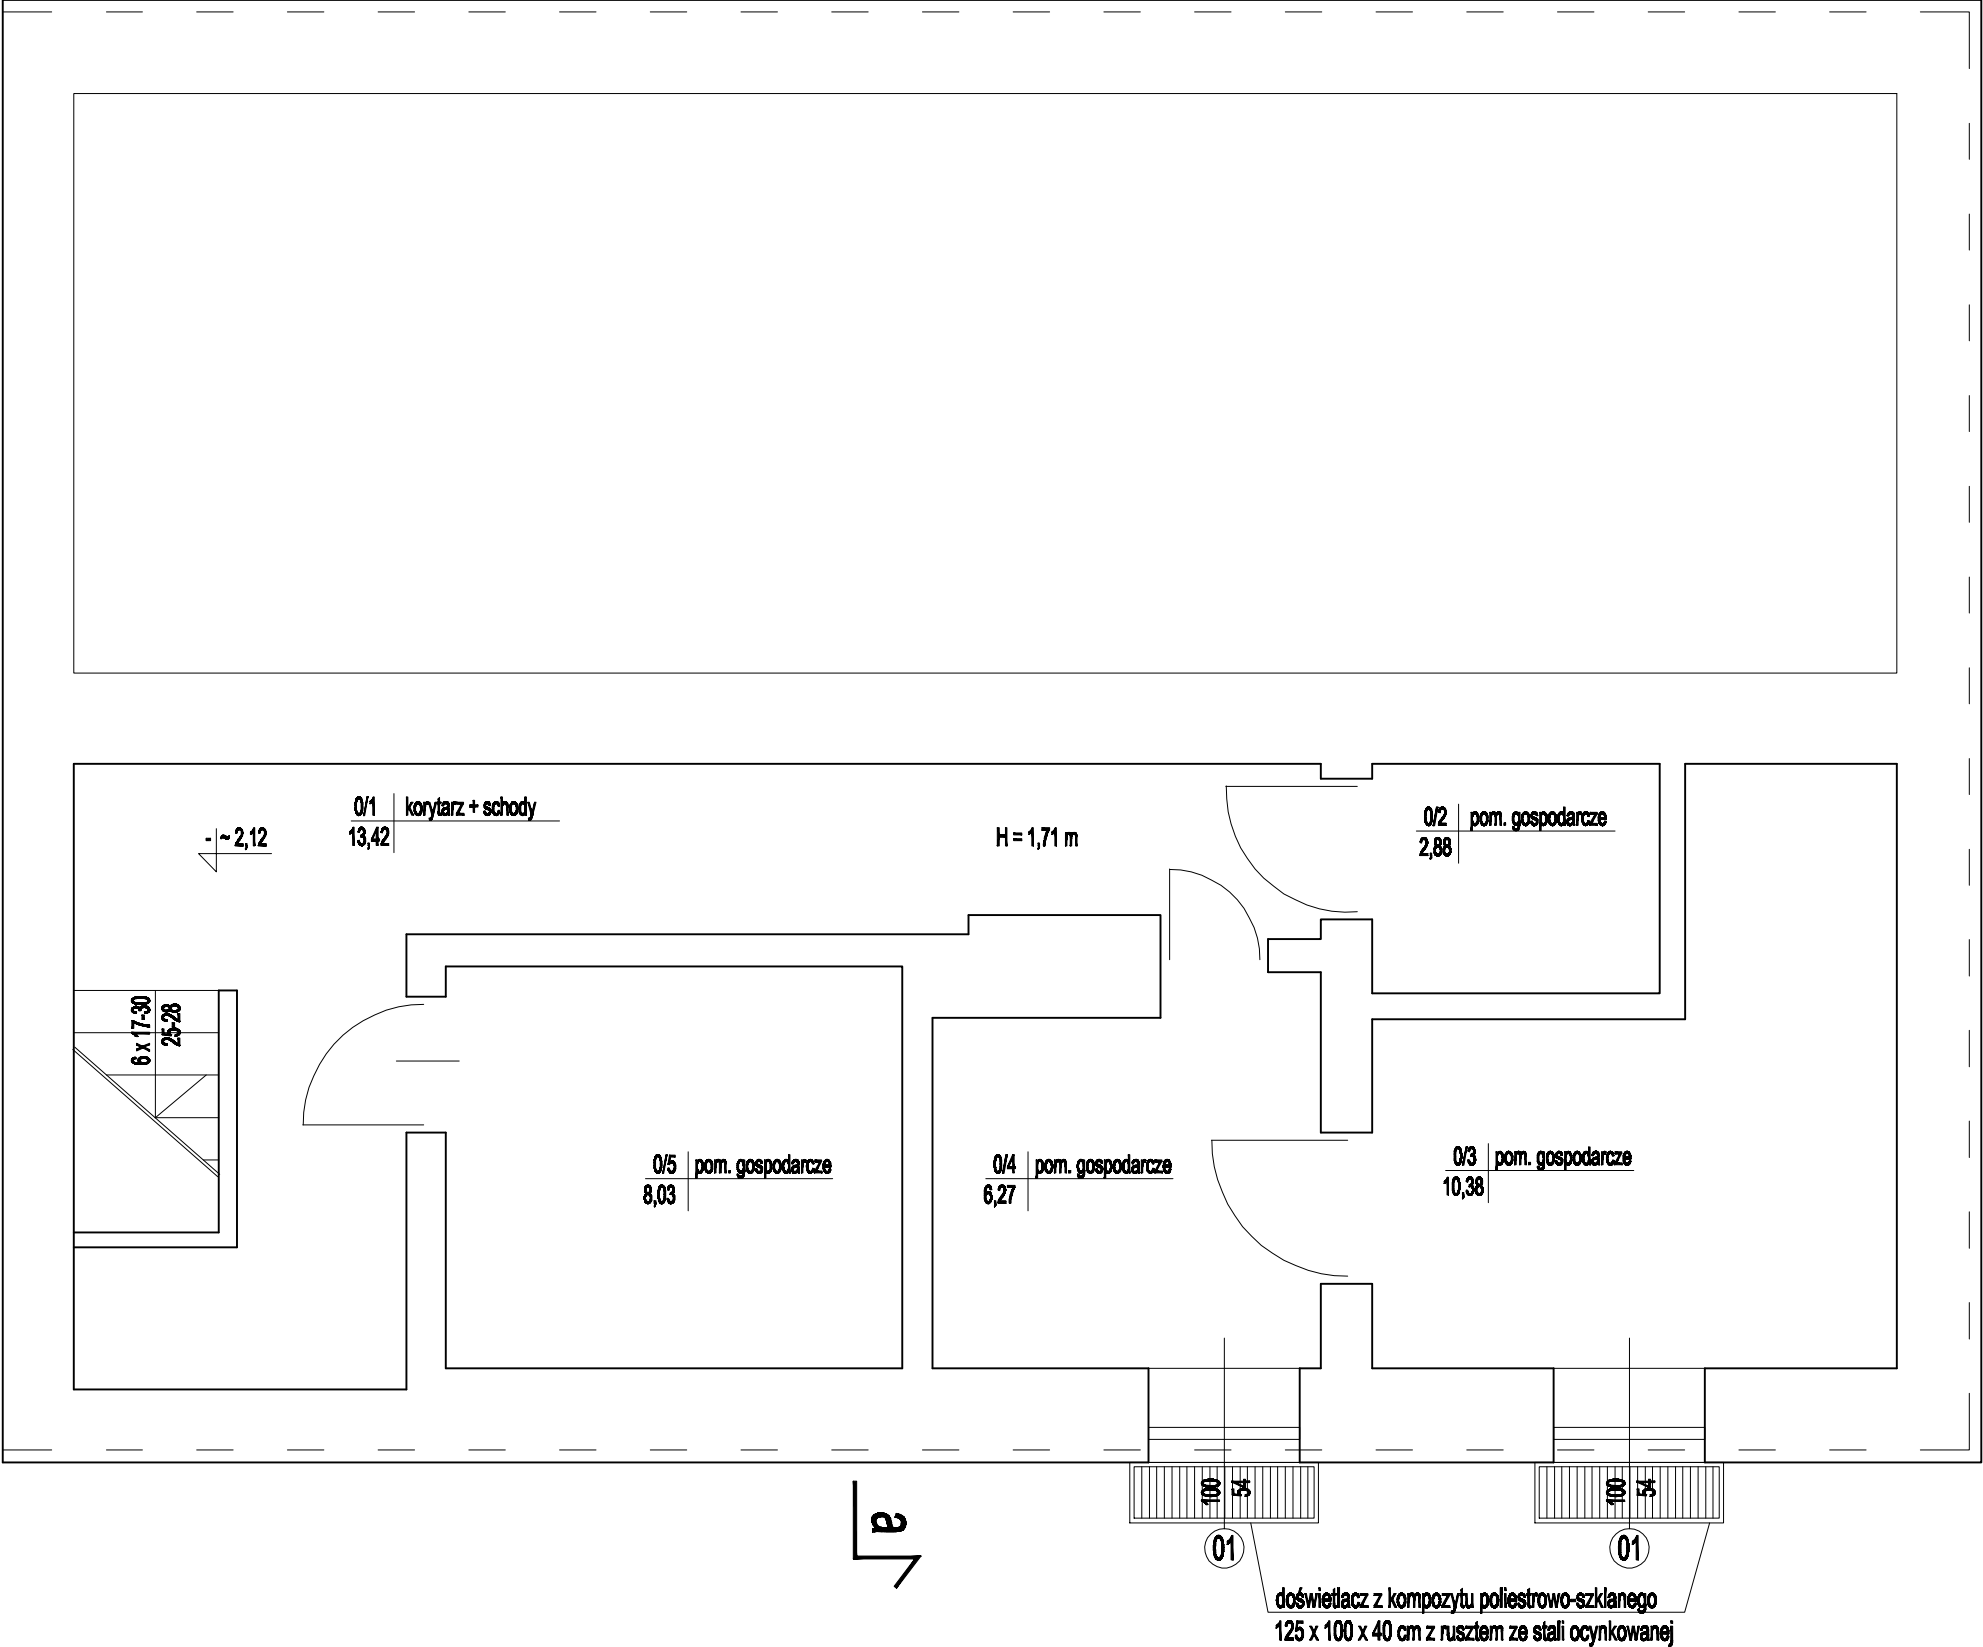 0/1 korytarz + schody
13,42
- ~ 2,12
H = 1,71 m
0/2 pom. gospodarcze
2,88
6 x 17-30
25-28
0/5 pom. gospodarcze
8,03
0/4 pom. gospodarcze
6,27
0/3 pom. gospodarcze
10,38
100
54
100
54
a
01
01
doświetlacz z kompozytu poliestrowo-szklanego
125 x 100 x 40 cm z rusztem ze stali ocynkowanej